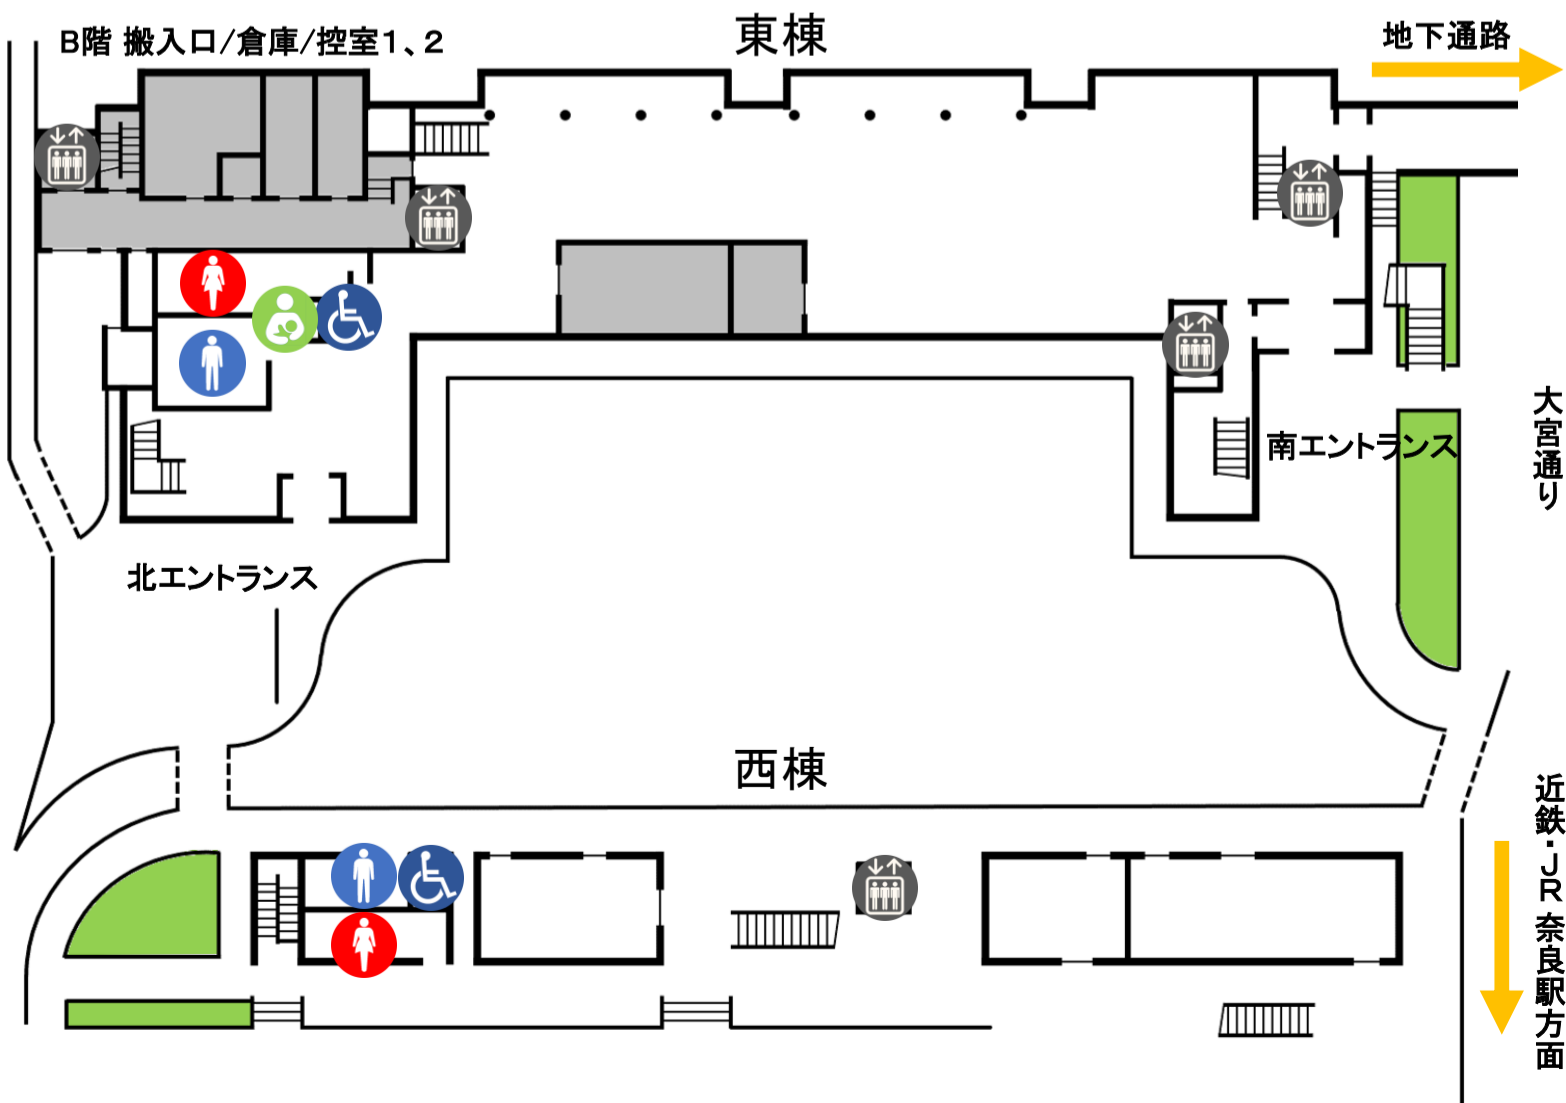 B階 搬入口/倉庫/控室1、2
東棟
地下通路
大宮通り
南エントランス
北エントランス
西棟
近鉄・JR奈良駅方面